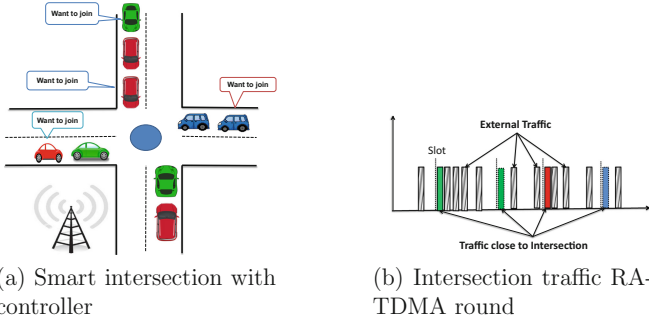 Want to join
Want to join
Want to join
Want to join
External Traffic
Slot
Traffic close to Intersection
(a) Smart intersection with
controller
(b) Intersection traffic RA-
TDMA round